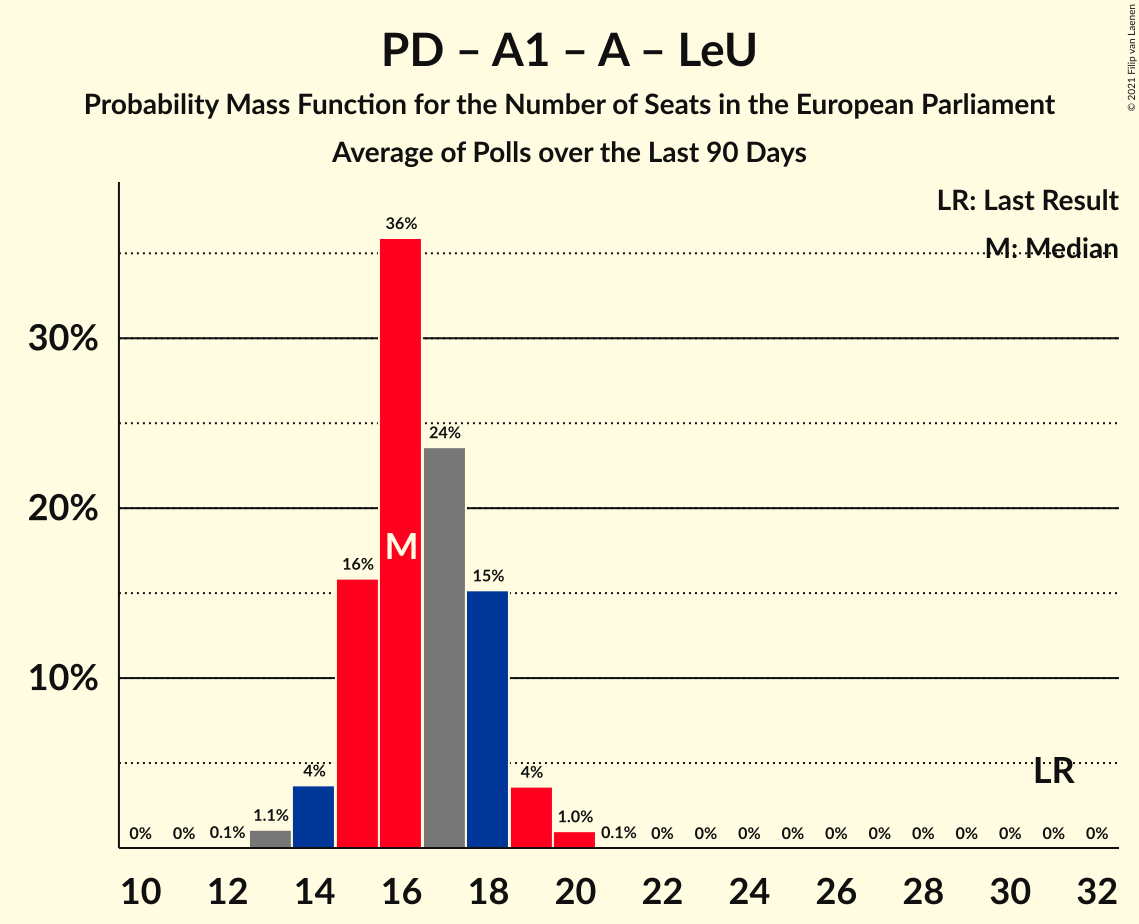 PD – A1 – A – LeU
Probability Mass Function for the Number of Seats in the European Parliament
Average of Polls over the Last 90 Days
© 2021 Filip van Laenen
LR: Last Result
M: Median
36%
30%
24%
20%
M
16%
15%
10%
LR
4%
4%
1.1%
1.0%
0% 0% 0.1% 0.1% 0% 0% 0% 0% 0% 0% 0% 0% 0% 0% 0%
10 12 14 16 18 20 22 24 26 28 30 32